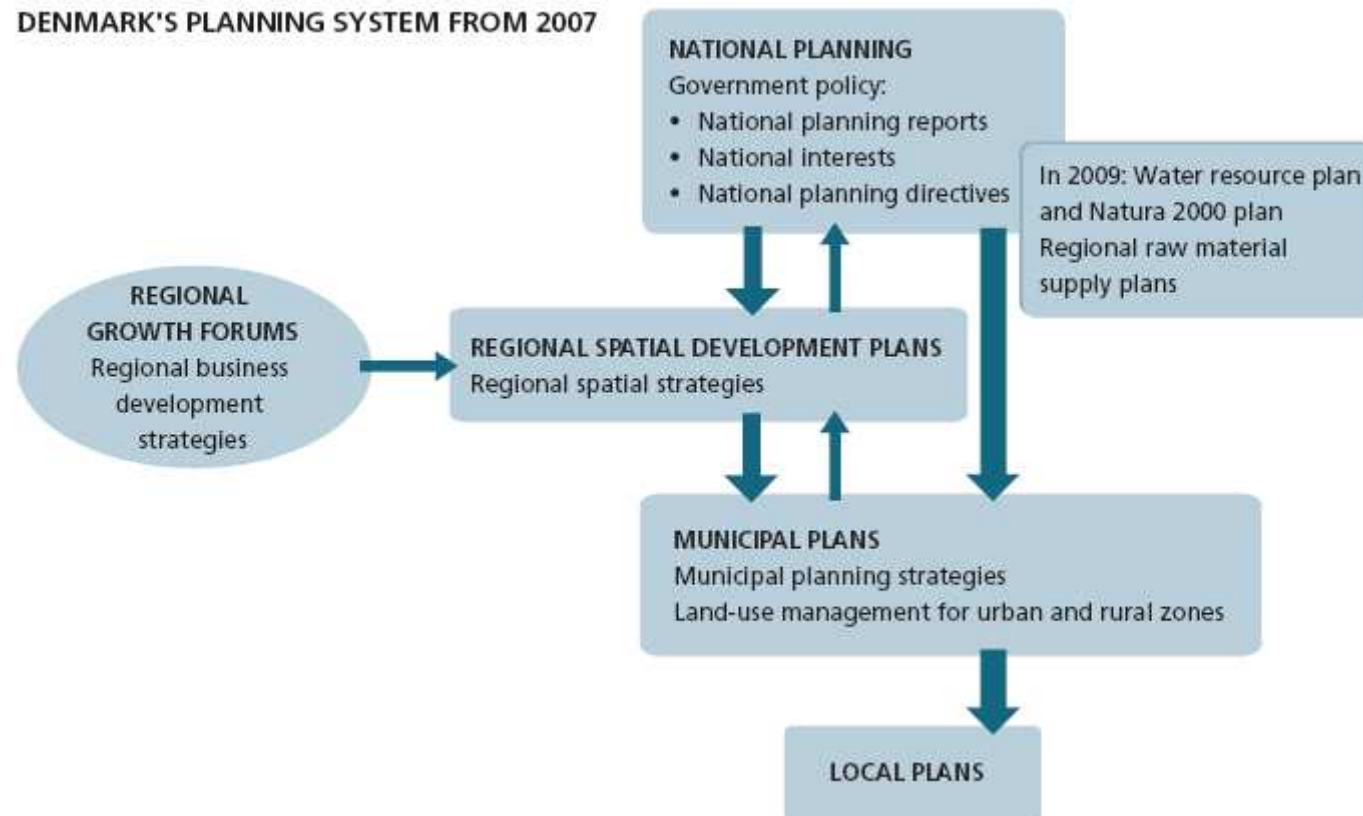 DENMARK'S PLANNING SYSTEM FROM 2007
NATIONAL PLANNING
Government policy:
• National planning reports
• National interests
• National planning directives
In 2009: Water resource plan
and Natura 2000 plan
Regional raw material
supply plans
REGIONAL
GROWTH FORUMS
Regional business
development
strategies
REGIONAL SPATIAL DEVELOPMENT PLANS
Regional spatial strategies
MUNICIPAL PLANS
Municipal planning strategies
Land-use management for urban and rural zones
LOCAL PLANS